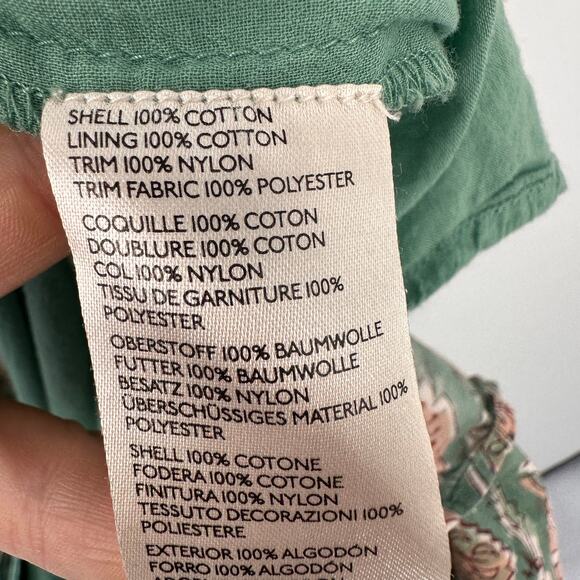 SHELL 100% COTTON
LINING 100% COTTON
TRIM 100% NYLON
TRIM FABRIC 100% POLYESTER
COQUILLE 100% COTON
DOUBLURE 100% COTON
COL 100% NYLON
TISSU DE GARNITURE 100%
POLYESTER
OBERSTOFF 100% BAUMWOLLE
FUTTER 100% BAUMWOLLE
BESATZ 100% NYLON
ÜBERSCHÜSSIGES MATERIAL 100%
POLYESTER
SHELL 100% COTONE
FODERA 100% COTONE
FINITURA 100% NYLON
TESSUTO DECORAZIONI 100%
POLIESTERE
EXTERIOR 100% ALGODÓN
FORRO 100% ALGODÓN